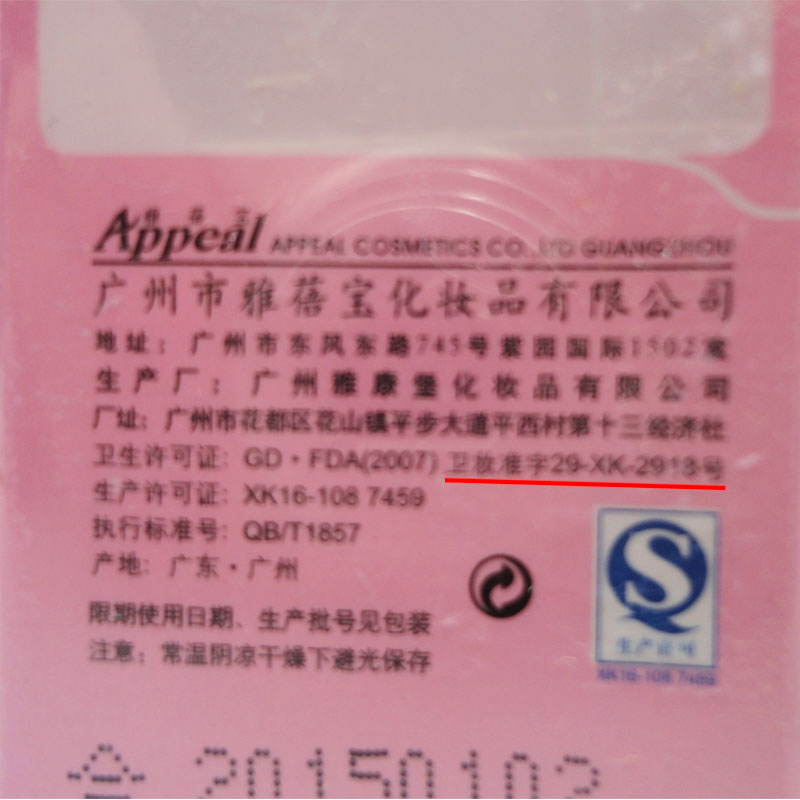 Appeal APPEAL COSMETICS CO., LTD GUANGZHOU
广州市雅蓓宝化妆品有限公司
地址：广州市东风东路745号紫园国际1502室
生产厂：广州雅康堡化妆品有限公司
厂址：广州市花都区花山镇平步大道平西村第十三经济社
卫生许可证：GD·FDA(2007)卫妆准字29-XK-2918号
生产许可证：XK16-108 7459
执行标准号：QB/T1857
产地：广东·广州
生产许可
XK16-108 7459
限期使用日期、生产批号见包装
注意：常温阴凉干燥下避光保存
合 20150102